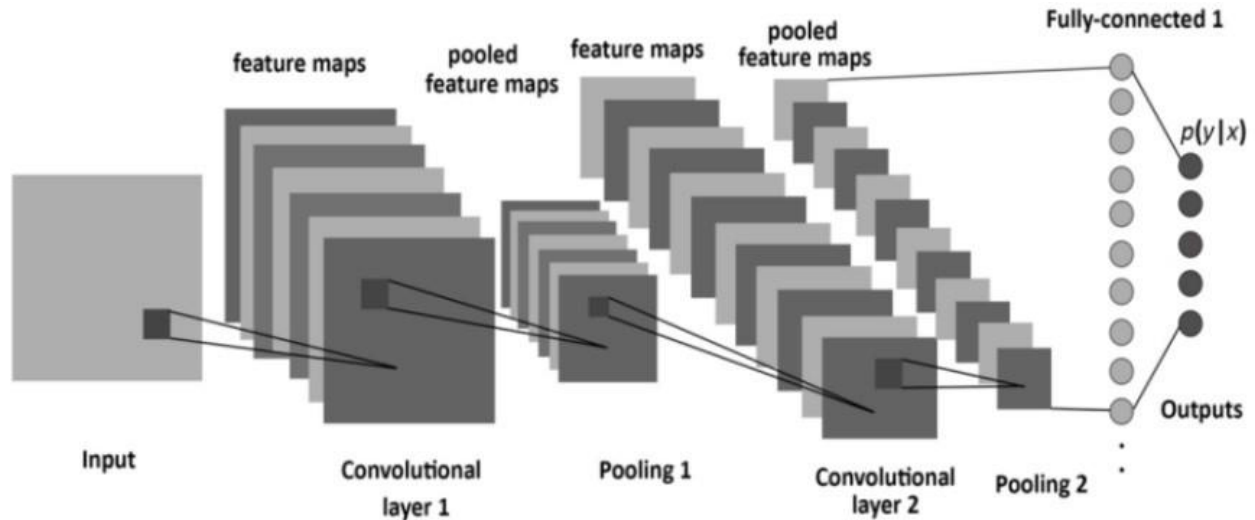 feature maps
pooled
feature maps
feature maps
pooled
feature maps
Fully-connected 1
p(y|x)
Outputs
Input
Convolutional
layer 1
Pooling 1
Convolutional
layer 2
Pooling 2